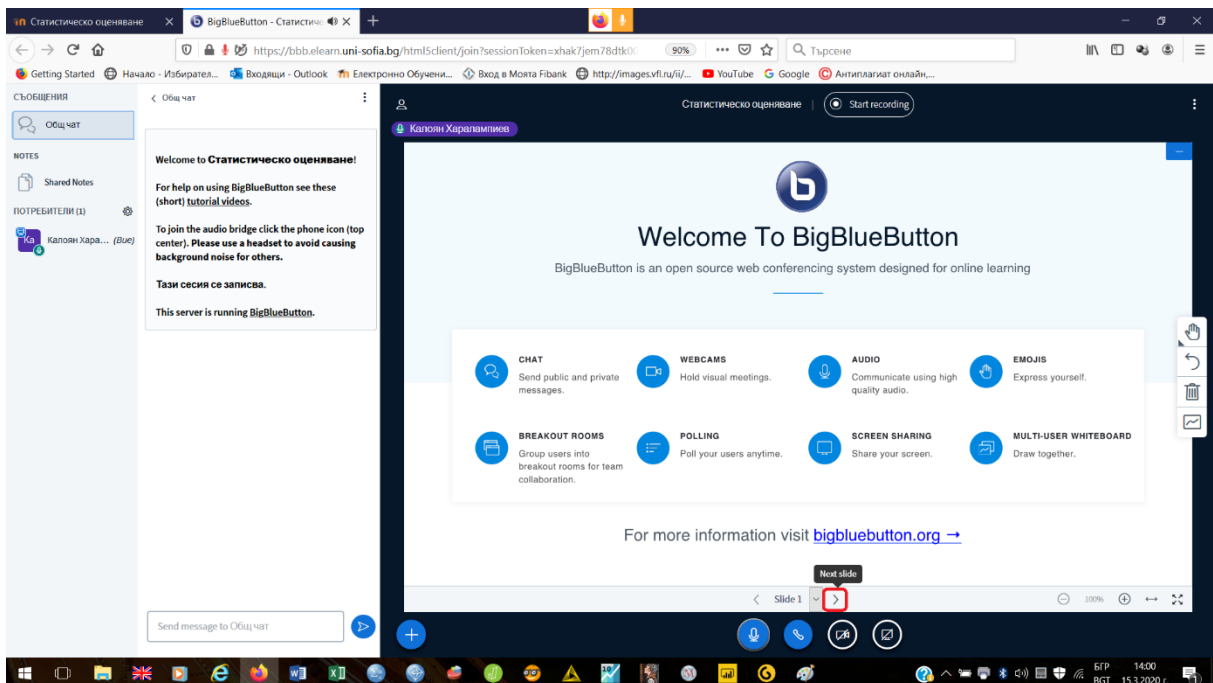 Статистическо оценяване
BigBlueButton - Статистиче
https://bbb.elearn.uni-sofia.bg/html5client/join?sessionToken=xhak7jem78dtk0
90%
Търсене
Getting Started
Начало - Избирател...
Входящи - Outlook
Електронно Обучени...
Вход в Моята Fibank
http://images.vfl.ru/ii/...
YouTube
Google
Антиплагиат онлайн,...
СЪОБЩЕНИЯ
Общ чат
NOTES
Shared Notes
ПОТРЕБИТЕЛИ (1)
Ка
Калоян Хара... (Вие)
Общ чат
Welcome to Статистическо оценяване!
For help on using BigBlueButton see these
(short) tutorial videos.
To join the audio bridge click the phone icon (top
center). Please use a headset to avoid causing
background noise for others.
Тази сесия се записва.
This server is running BigBlueButton.
Send message to Общ чат
Статистическо оценяване
Start recording
Калоян Харалампиев
b
Welcome To BigBlueButton
BigBlueButton is an open source web conferencing system designed for online learning
CHAT
Send public and private
messages.
WEBCAMS
Hold visual meetings.
AUDIO
Communicate using high
quality audio.
EMOJIS
Express yourself.
BREAKOUT ROOMS
Group users into
breakout rooms for team
collaboration.
POLLING
Poll your users anytime.
SCREEN SHARING
Share your screen.
MULTI-USER WHITEBOARD
Draw together.
For more information visit bigbluebutton.org →
Next slide
Slide 1
100%
БГР
BGT
14:00
15.3.2020 г.